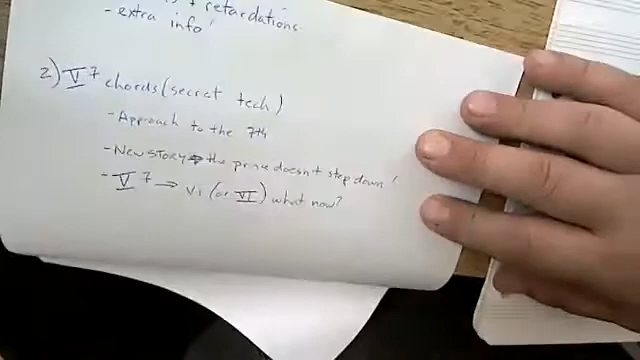 + retardations
- extra info!
2) V7 chords (secret tech)
- Approach to the 7th
- New story → the prime doesn't step down!
- V7 → vi (or VI) what now?